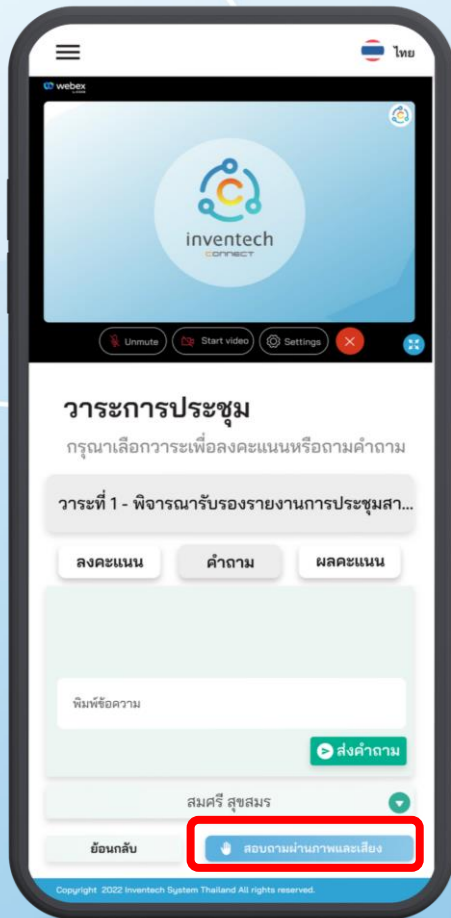 ไทย
webex
inventech
CONNECT
Unmute
Start video
Settings
วาระการประชุม
กรุณาเลือกวาระเพื่อลงคะแนนหรือถามคำถาม
วาระที่ 1 - พิจารณารับรองรายงานการประชุมสา...
ลงคะแนน
คำถาม
ผลคะแนน
พิมพ์ข้อความ
ส่งคำถาม
สมศรี สุขสมร
ย้อนกลับ
สอบถามผ่านภาพและเสียง
Copyright 2022 Inventech System Thailand All rights reserved.